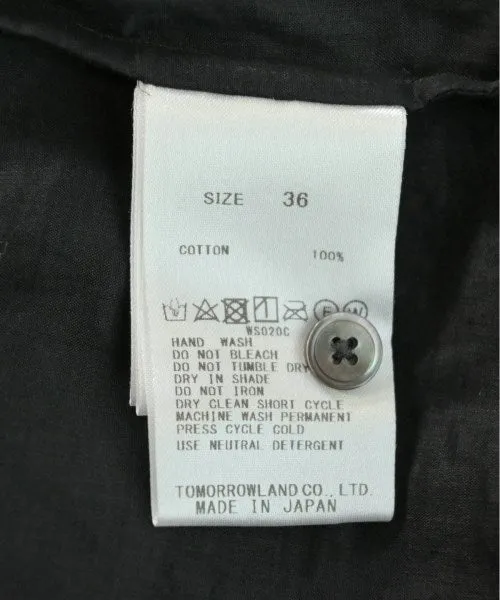 SIZE 36
COTTON 100%
WS020C
HAND WASH
DO NOT BLEACH
DO NOT TUMBLE DRY
DRY IN SHADE
DO NOT IRON
DRY CLEAN SHORT CYCLE
MACHINE WASH PERMANENT
PRESS CYCLE COLD
USE NEUTRAL DETERGENT
TOMORROWLAND CO., LTD.
MADE IN JAPAN